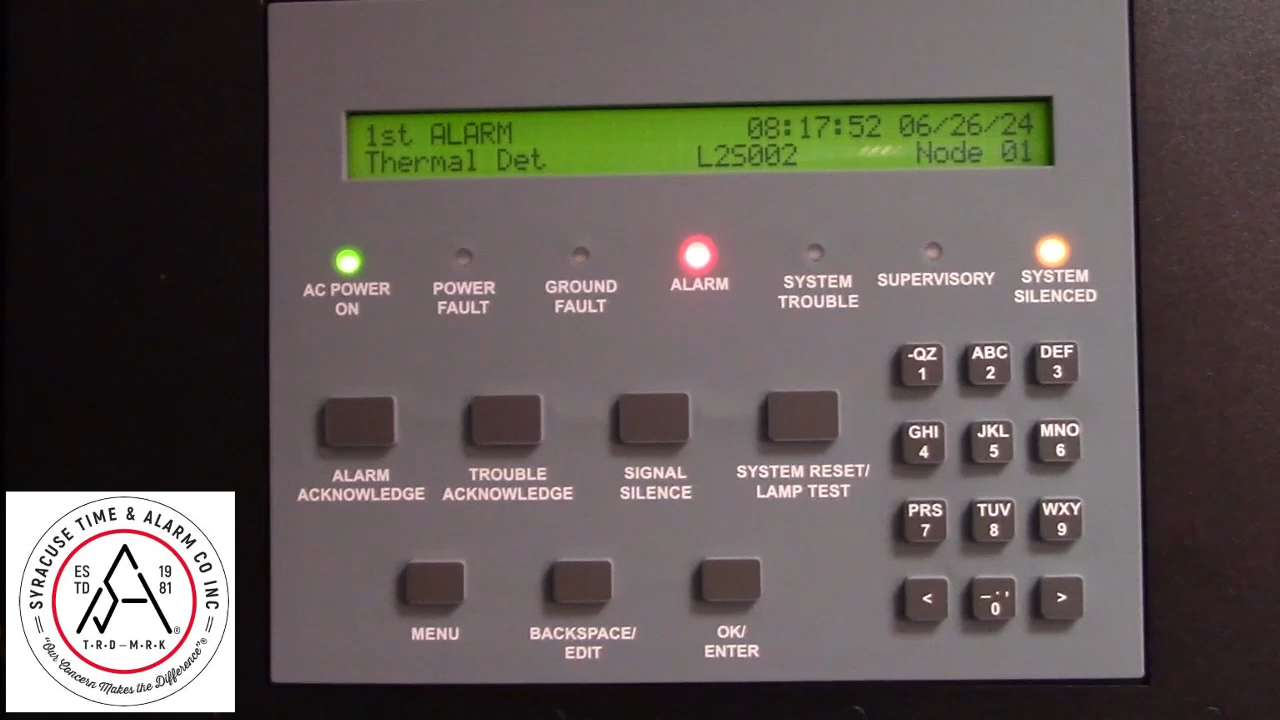 1st ALARM 08:17:52 06/26/24
Thermal Det L2S002 Node 01
AC POWER
ON
POWER
FAULT
GROUND
FAULT
ALARM
SYSTEM
TROUBLE
SUPERVISORY
SYSTEM
SILENCED
-QZ
1
ABC
2
DEF
3
GHI
4
JKL
5
MNO
6
PRS
7
TUV
8
WXY
9
<
_.,
0
>
ALARM
ACKNOWLEDGE
TROUBLE
ACKNOWLEDGE
SIGNAL
SILENCE
SYSTEM RESET/
LAMP TEST
MENU
BACKSPACE/
EDIT
OK/
ENTER
SYRACUSE TIME & ALARM CO INC
ES
TD
19
81
T·R·D–M·R·K
"Our Concern Makes the Difference"®